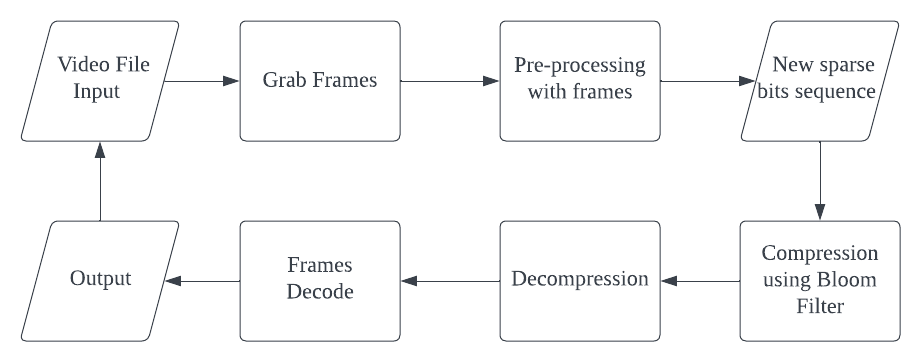 Video File
Input
Grab Frames
Pre-processing
with frames
New sparse
bits sequence
Output
Frames
Decode
Decompression
Compression
using Bloom
Filter